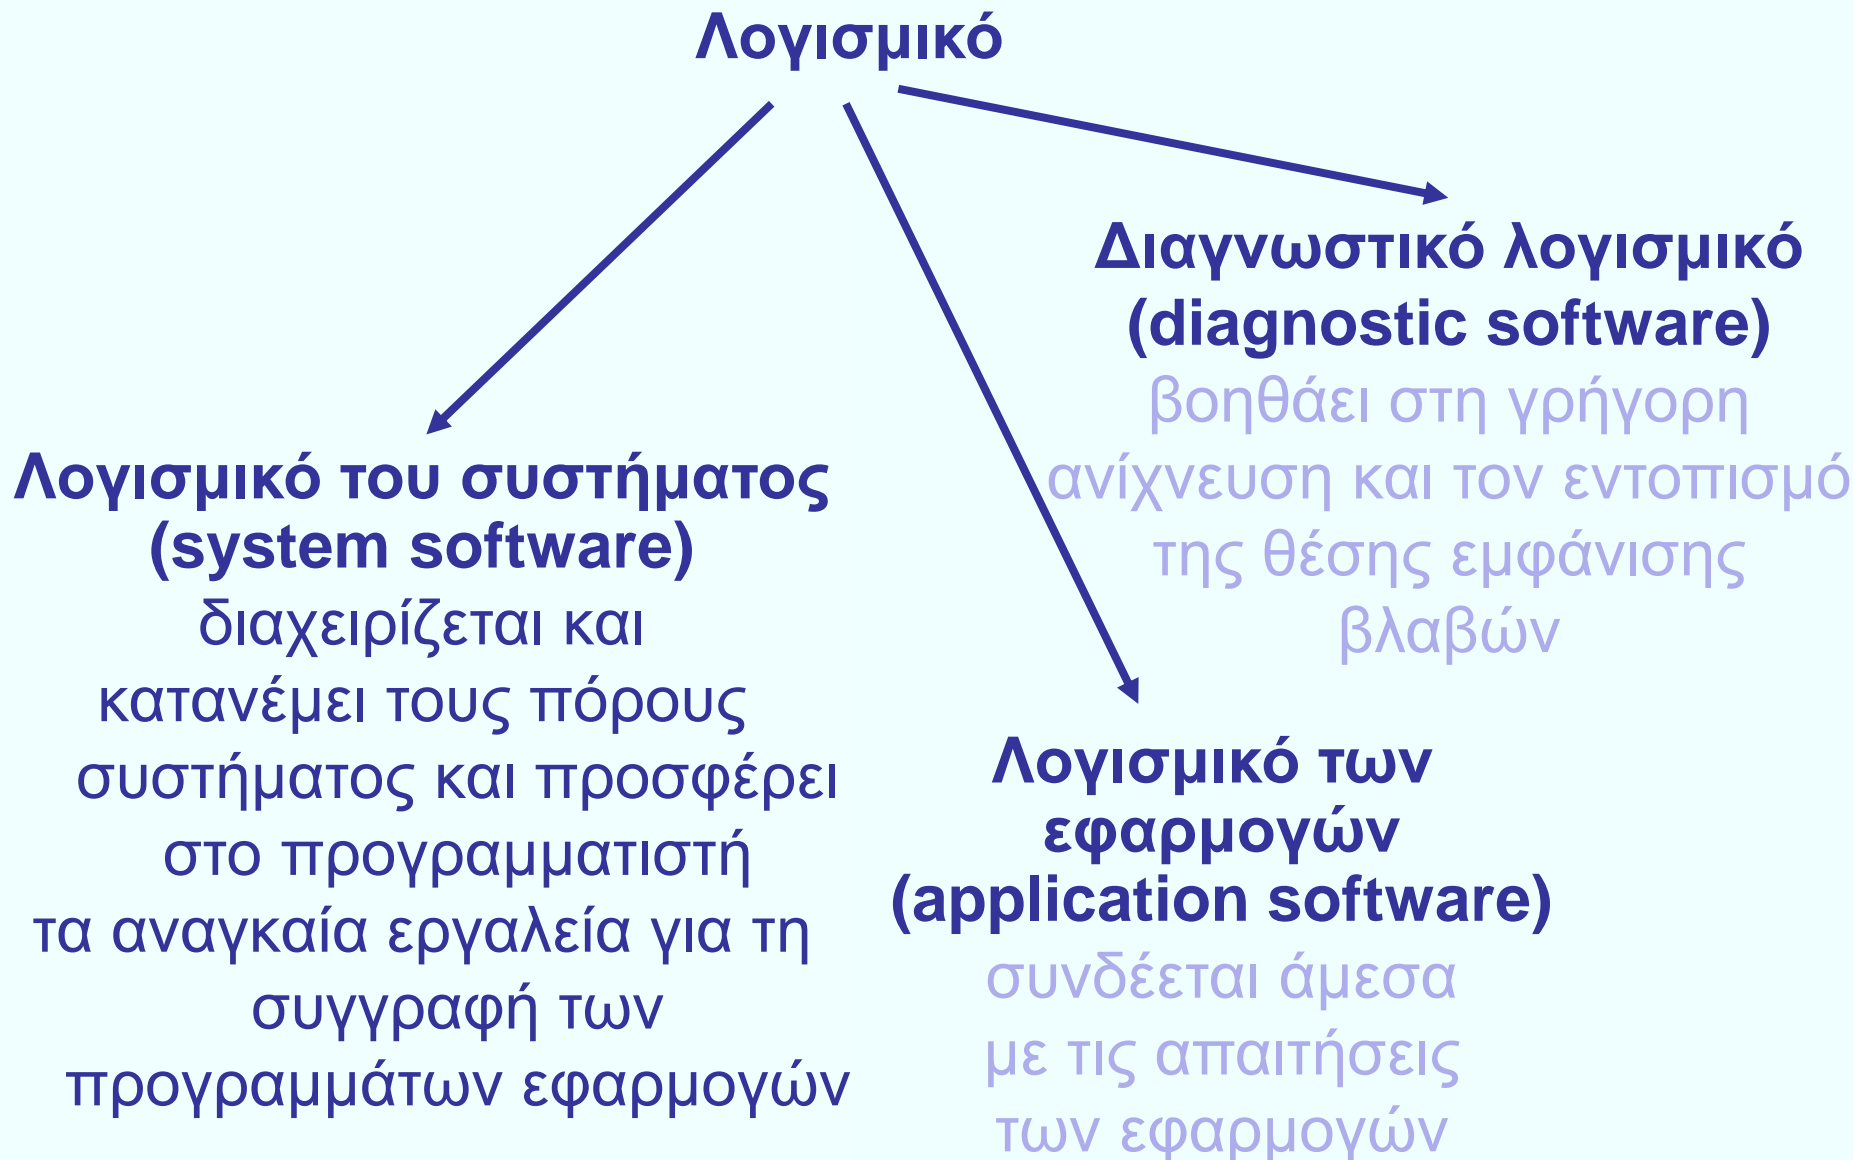 Λογισμικό
Διαγνωστικό λογισμικό
(diagnostic software)
βοηθάει στη γρήγορη
ανίχνευση και τον εντοπισμό
της θέσης εμφάνισης
βλαβών
Λογισμικό του συστήματος
(system software)
διαχειρίζεται και
κατανέμει τους πόρους
συστήματος και προσφέρει
στο προγραμματιστή
τα αναγκαία εργαλεία για τη
συγγραφή των
προγραμμάτων εφαρμογών
Λογισμικό των
εφαρμογών
(application software)
συνδέεται άμεσα
με τις απαιτήσεις
των εφαρμογών